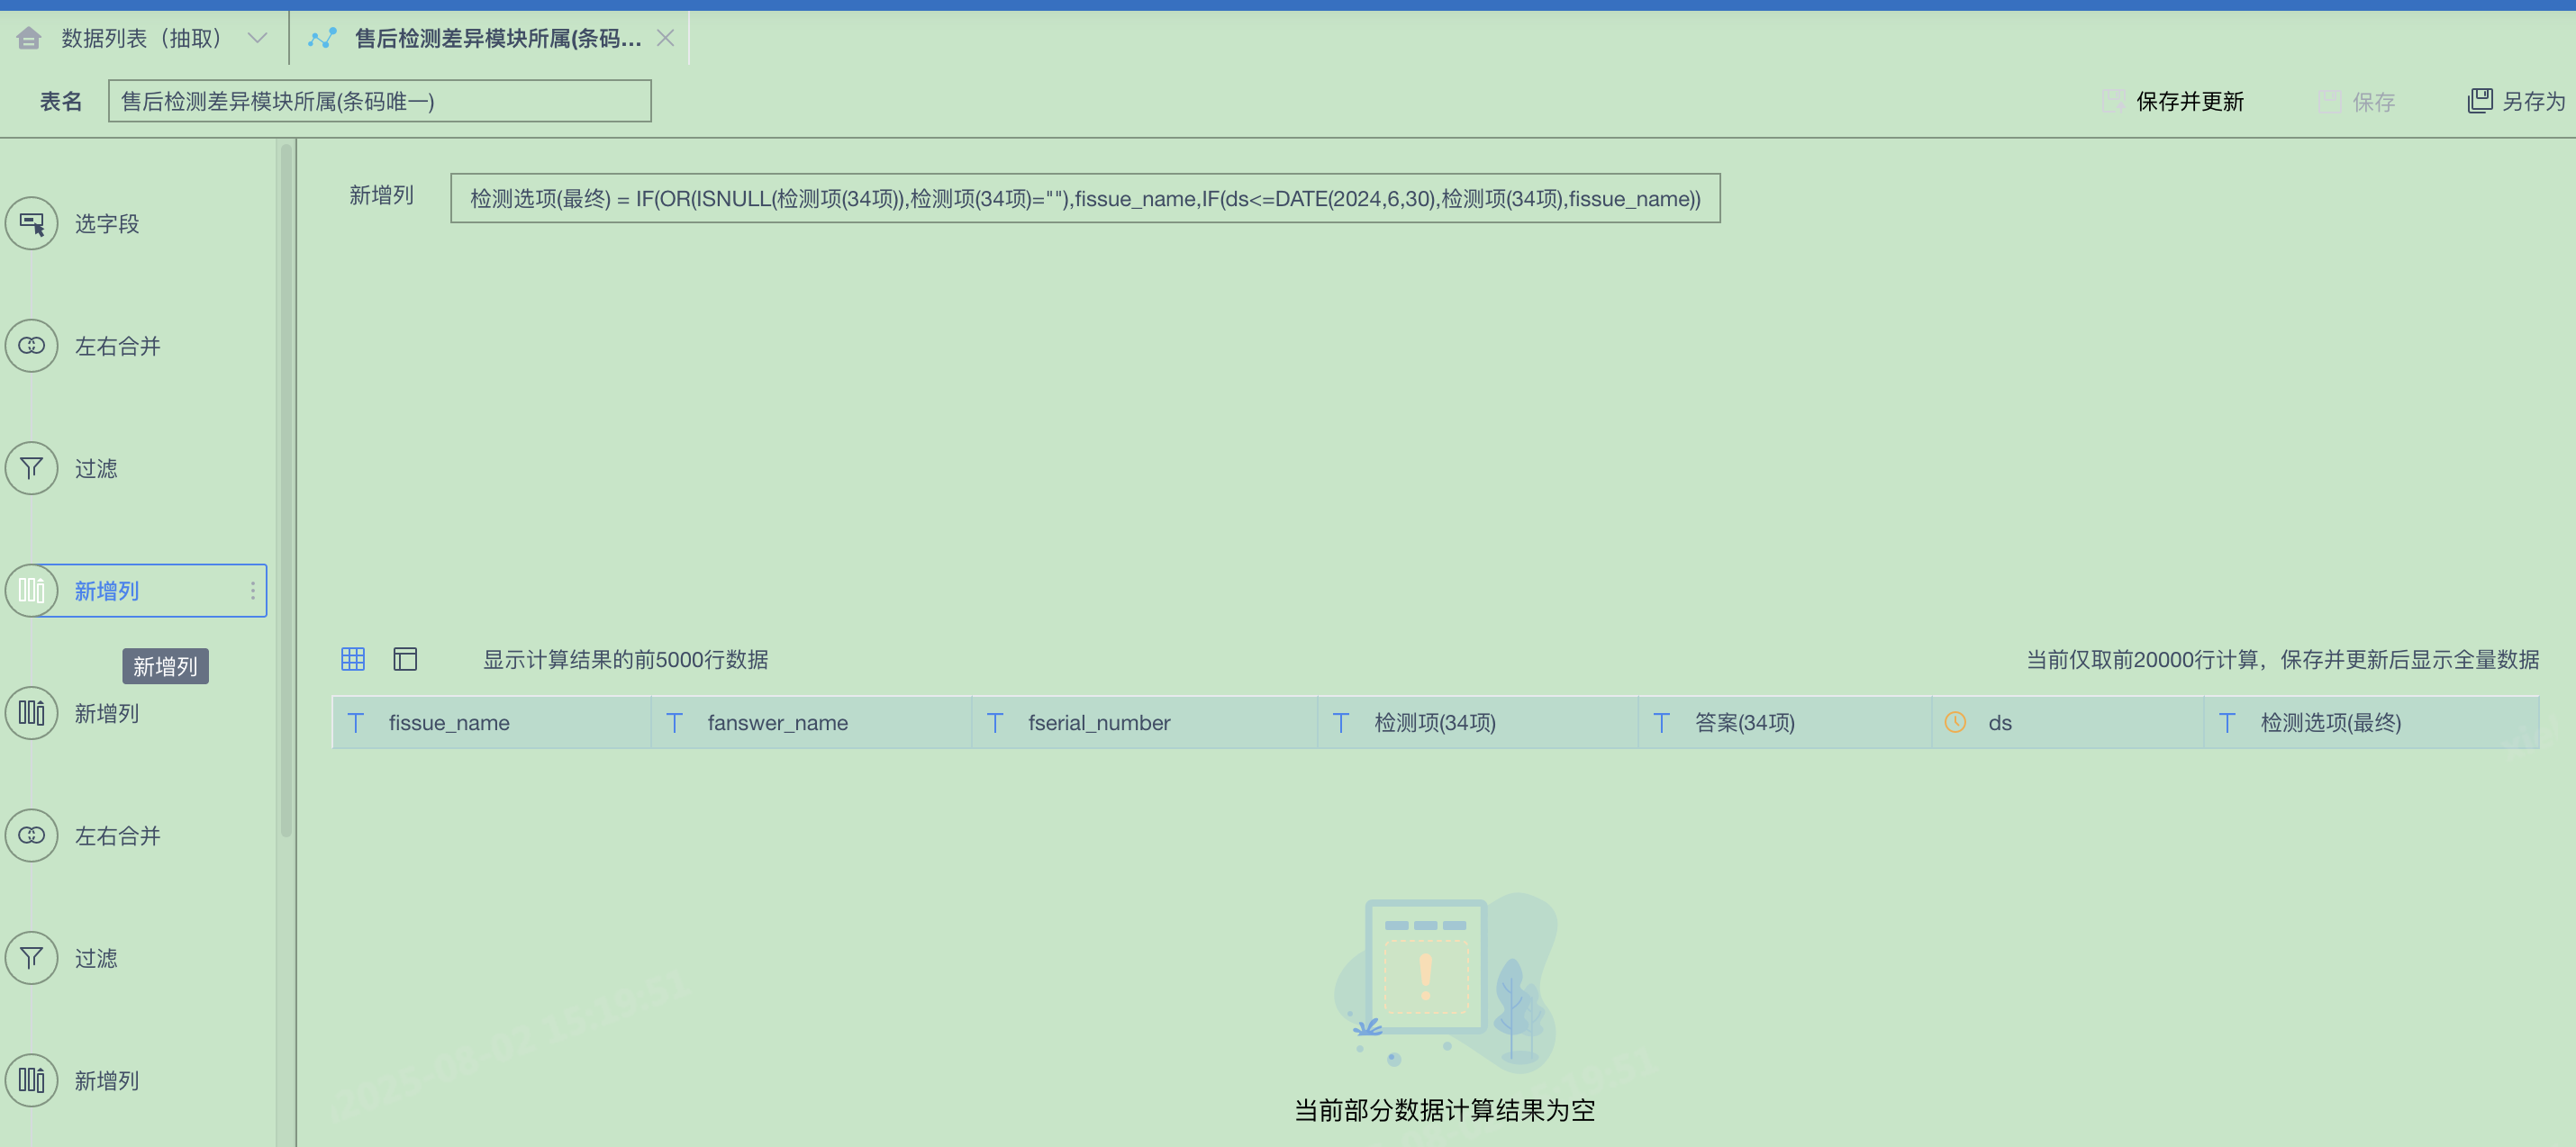 数据列表（抽取）
售后检测差异模块所属(条码...
表名
售后检测差异模块所属(条码唯一)
保存并更新
保存
另存为
选字段
左右合并
过滤
新增列
新增列
新增列
左右合并
过滤
新增列
新增列
检测选项(最终) = IF(OR(ISNULL(检测项(34项)),检测项(34项)=""),fissue_name,IF(ds<=DATE(2024,6,30),检测项(34项),fissue_name))
显示计算结果的前5000行数据
当前仅取前20000行计算，保存并更新后显示全量数据
fissue_name
fanswer_name
fserial_number
检测项(34项)
答案(34项)
ds
检测选项(最终)
当前部分数据计算结果为空
2025-08-02 15:19:51